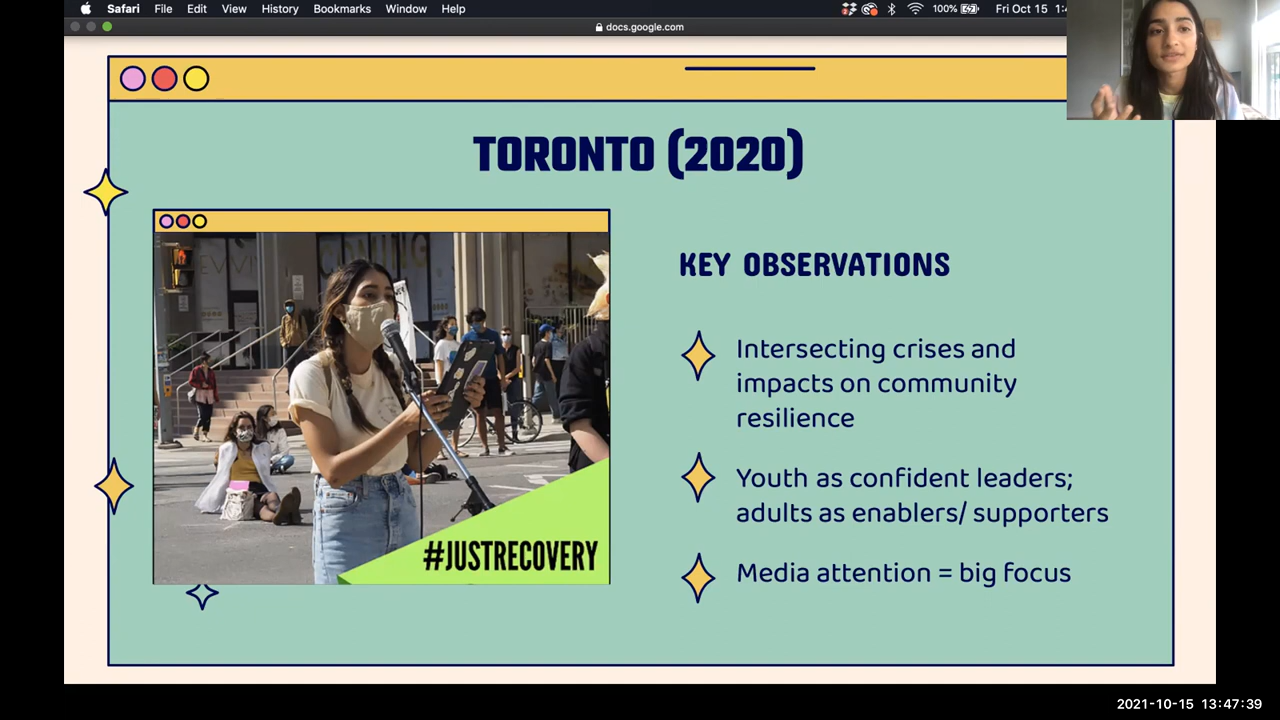 Safari File Edit View History Bookmarks Window Help 100% Fri Oct 15
docs.google.com
TORONTO (2020)
KEY OBSERVATIONS
Intersecting crises and
impacts on community
resilience
Youth as confident leaders;
adults as enablers/ supporters
Media attention = big focus
#JUSTRECOVERY
2021-10-15 13:47:39